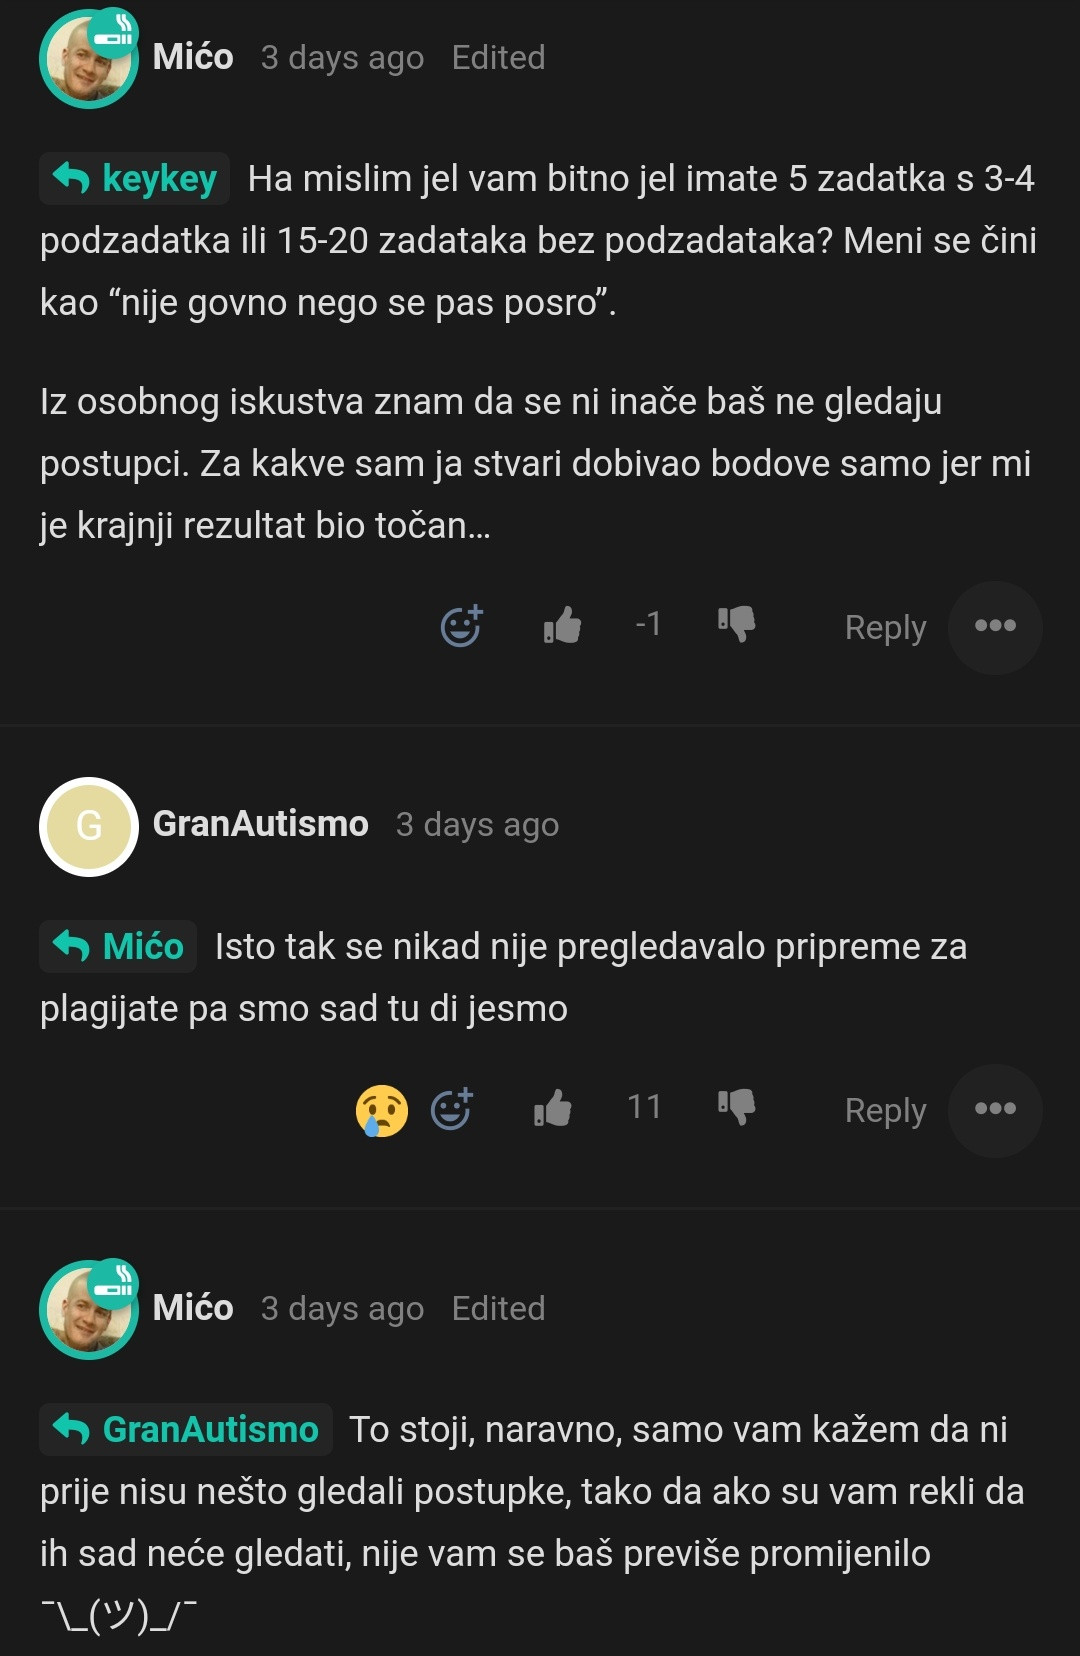 Mićo 3 days ago Edited
keykey Ha mislim jel vam bitno jel imate 5 zadatka s 3-4
podzadatka ili 15-20 zadataka bez podzadataka? Meni se čini
kao “nije govno nego se pas posro”.
Iz osobnog iskustva znam da se ni inače baš ne gledaju
postupci. Za kakve sam ja stvari dobivao bodove samo jer mi
je krajnji rezultat bio točan…
-1 Reply
G GranAutismo 3 days ago
Mićo Isto tak se nikad nije pregledavalo pripreme za
plagijate pa smo sad tu di jesmo
11 Reply
Mićo 3 days ago Edited
GranAutismo To stoji, naravno, samo vam kažem da ni
prije nisu nešto gledali postupke, tako da ako su vam rekli da
ih sad neće gledati, nije vam se baš previše promijenilo
¯\_(ツ)_/¯